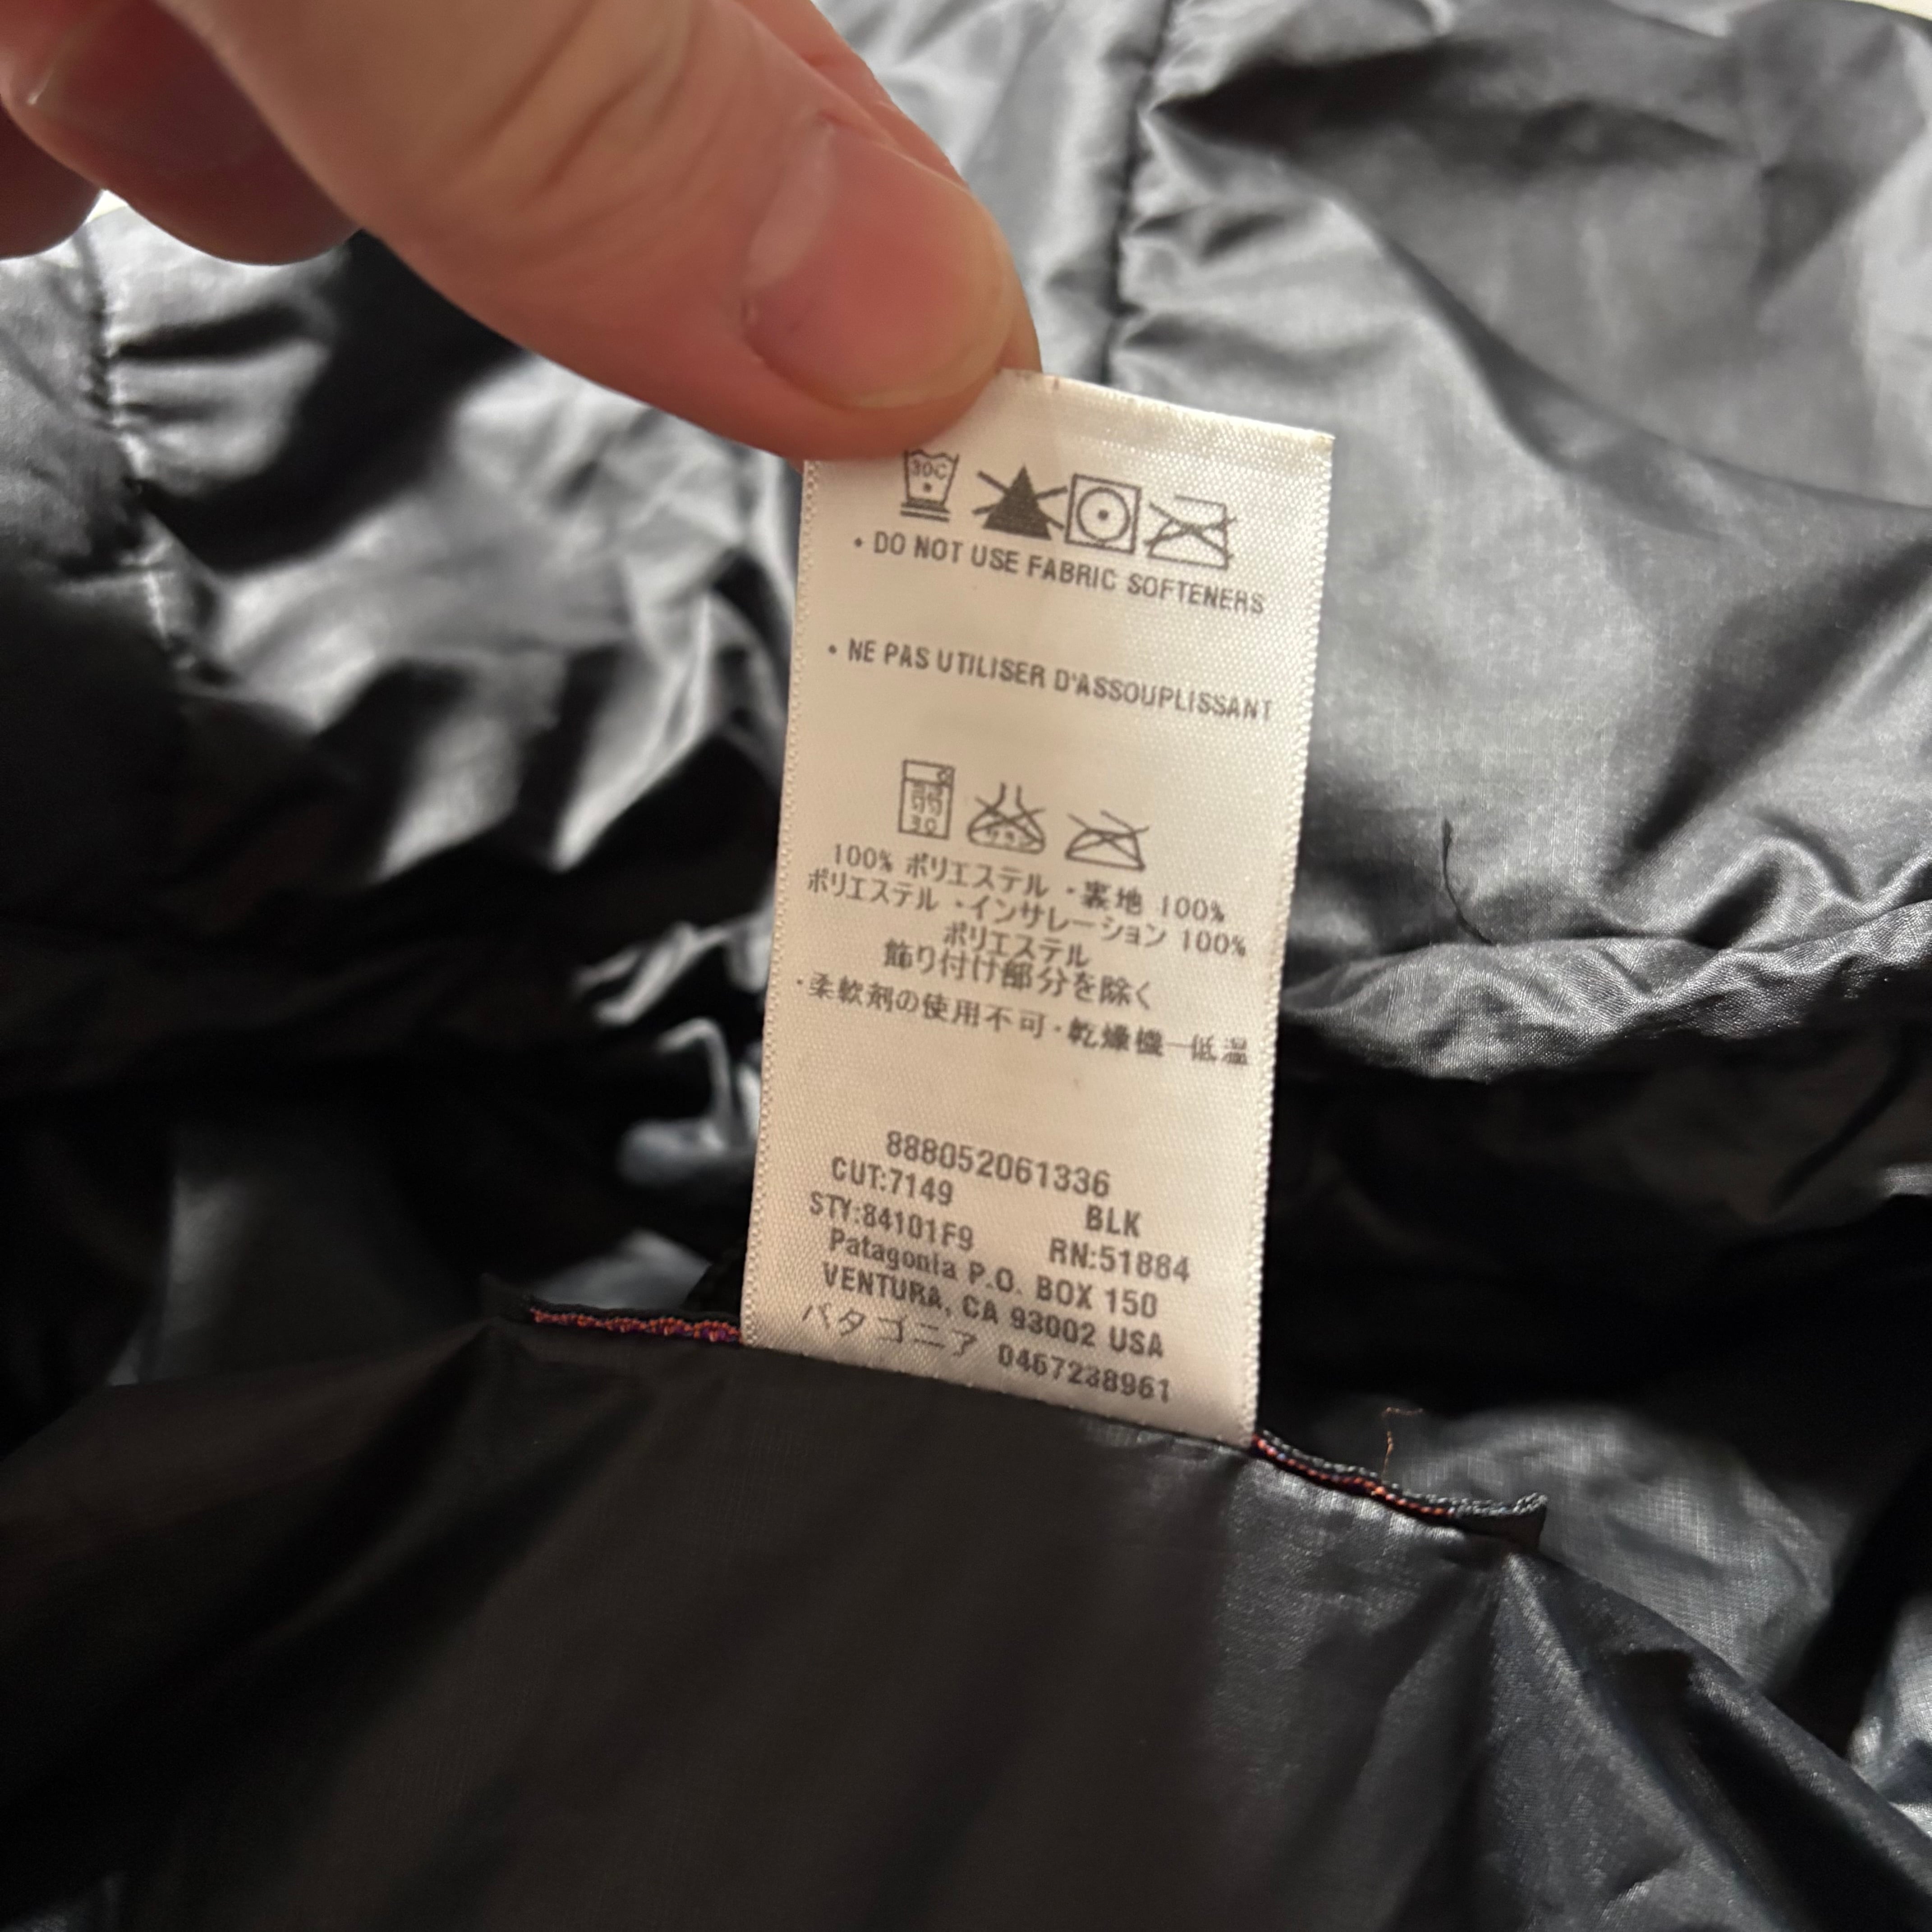 30C
• DO NOT USE FABRIC SOFTENERS
• NE PAS UTILISER D'ASSOUPLISSANT
30
100% ポリエステル ・裏地 100%
ポリエステル ・インサレーション 100%
ポリエステル
飾り付け部分を除く
・柔軟剤の使用不可・乾燥機—低温
888052061336
CUT:7149 BLK
STY:84101F9 RN:51884
Patagonia P.O. BOX 150
VENTURA, CA 93002 USA
パタゴニア 0467238961